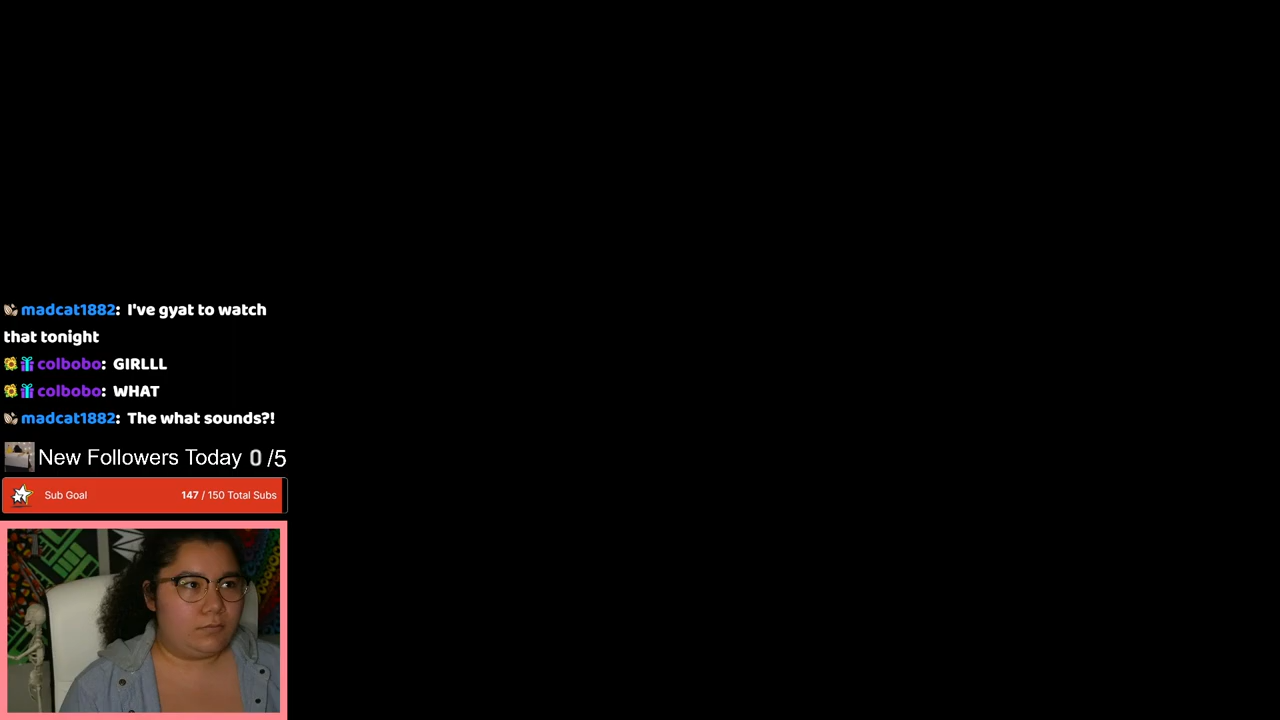 madcat1882: I've gyat to watch
that tonight
colbobo: GIRLLL
colbobo: WHAT
madcat1882: The what sounds?!
New Followers Today 0 /5
Sub Goal 147 / 150 Total Subs